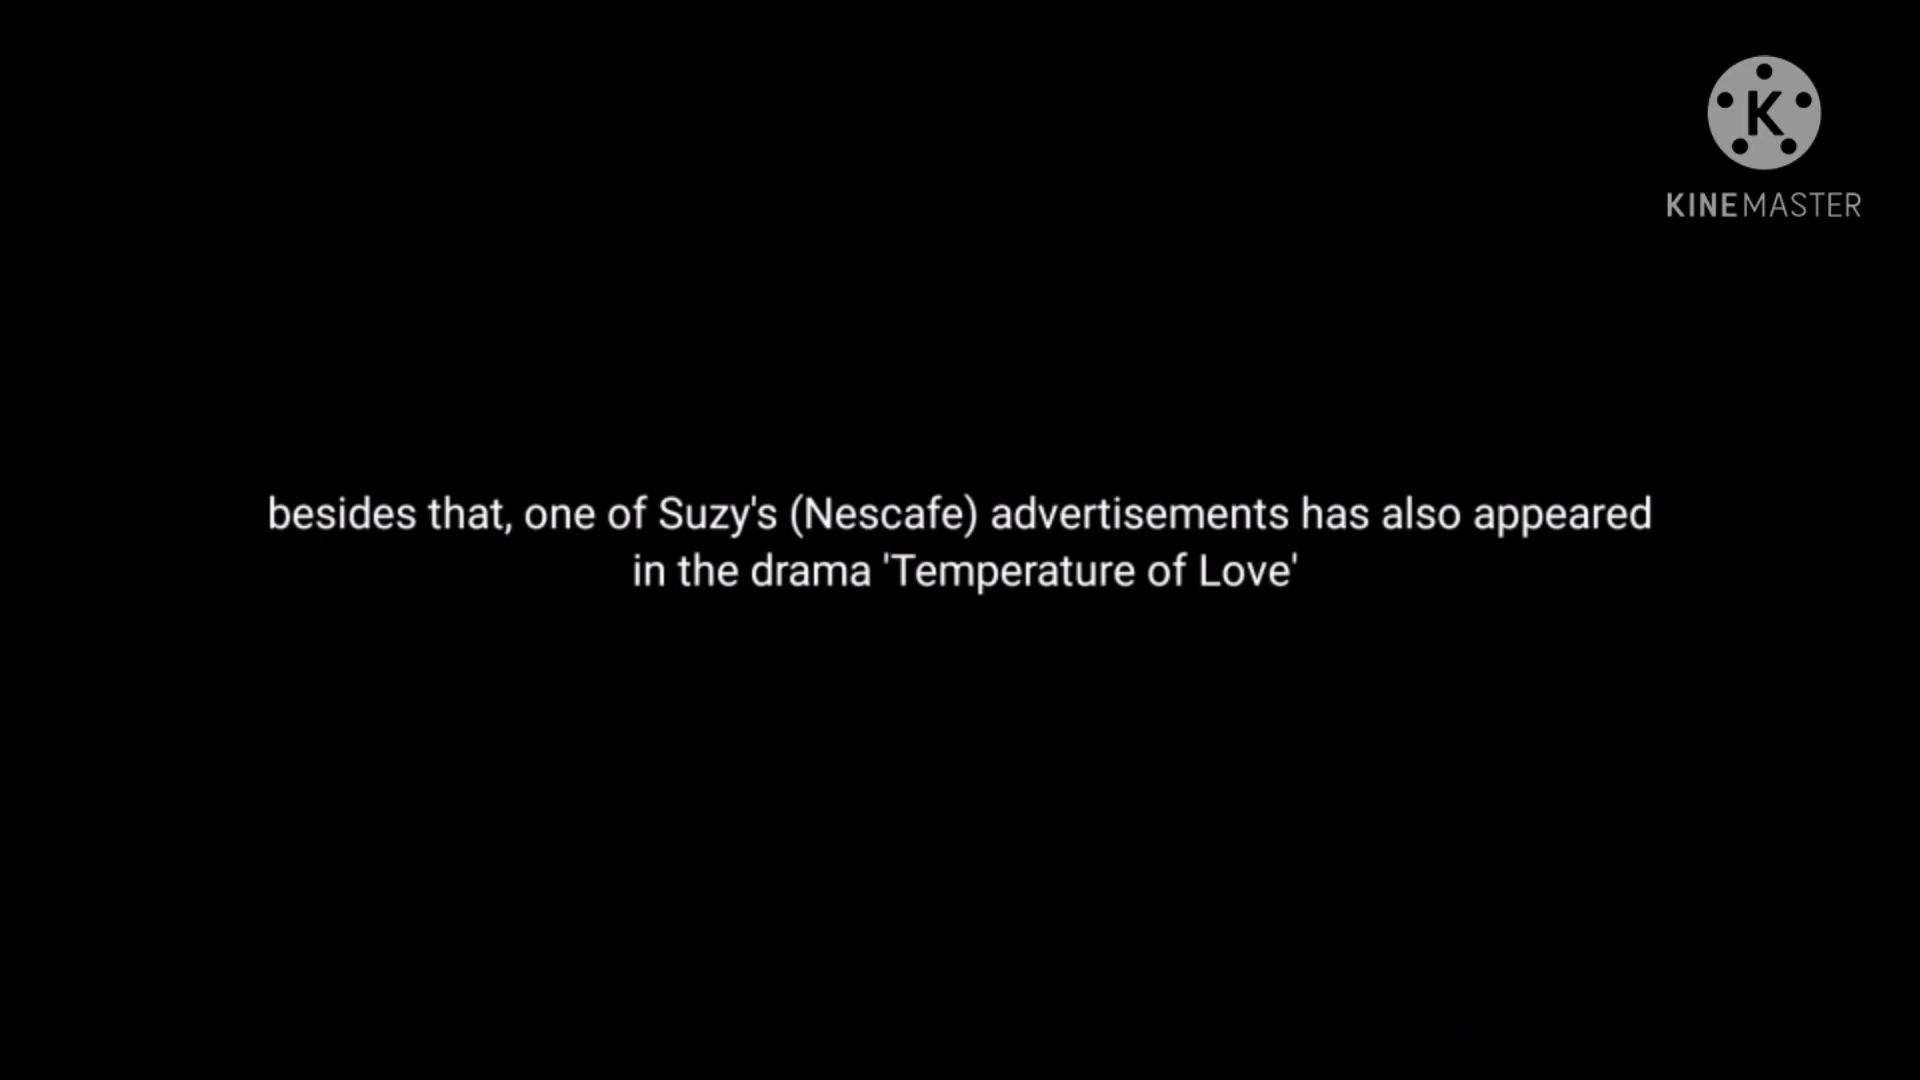 K
KINEMASTER
besides that, one of Suzy's (Nescafe) advertisements has also appeared
in the drama 'Temperature of Love'